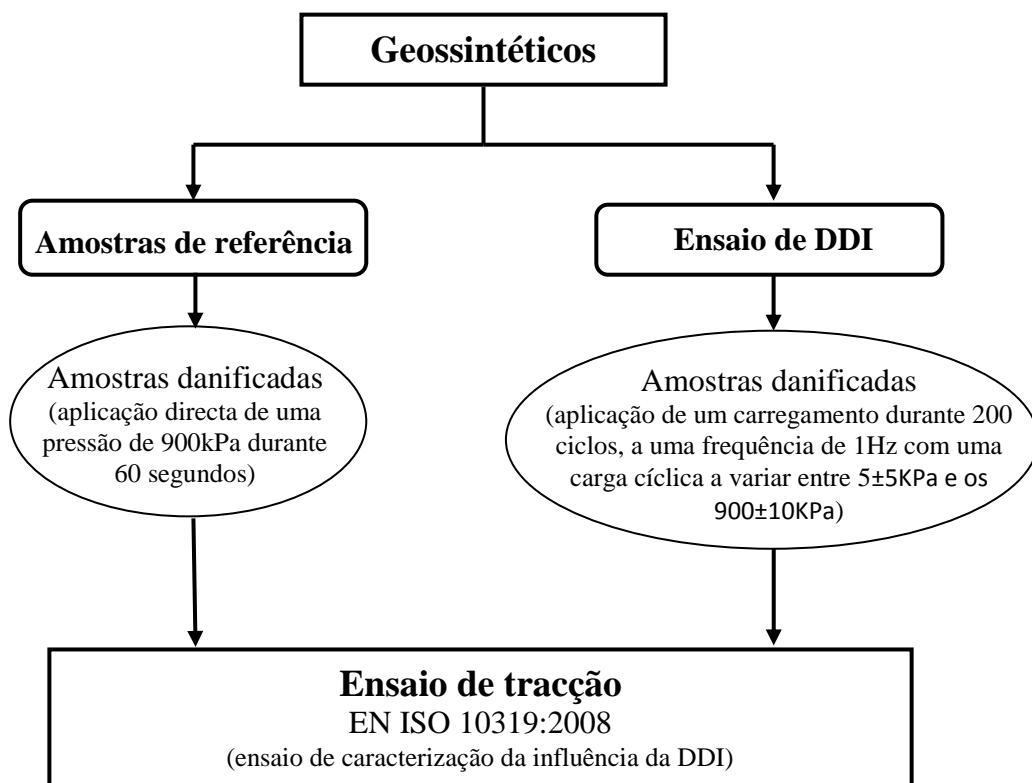 Geossintéticos
Amostras de referência
Ensaio de DDI
Amostras danificadas
(aplicação directa de uma
pressão de 900kPa durante
60 segundos)
Amostras danificadas
(aplicação de um carregamento durante 200
ciclos, a uma frequência de 1Hz com uma
carga cíclica a variar entre 5±5KPa e os
900±10KPa)
Ensaio de tracção
EN ISO 10319:2008
(ensaio de caracterização da influência da DDI)